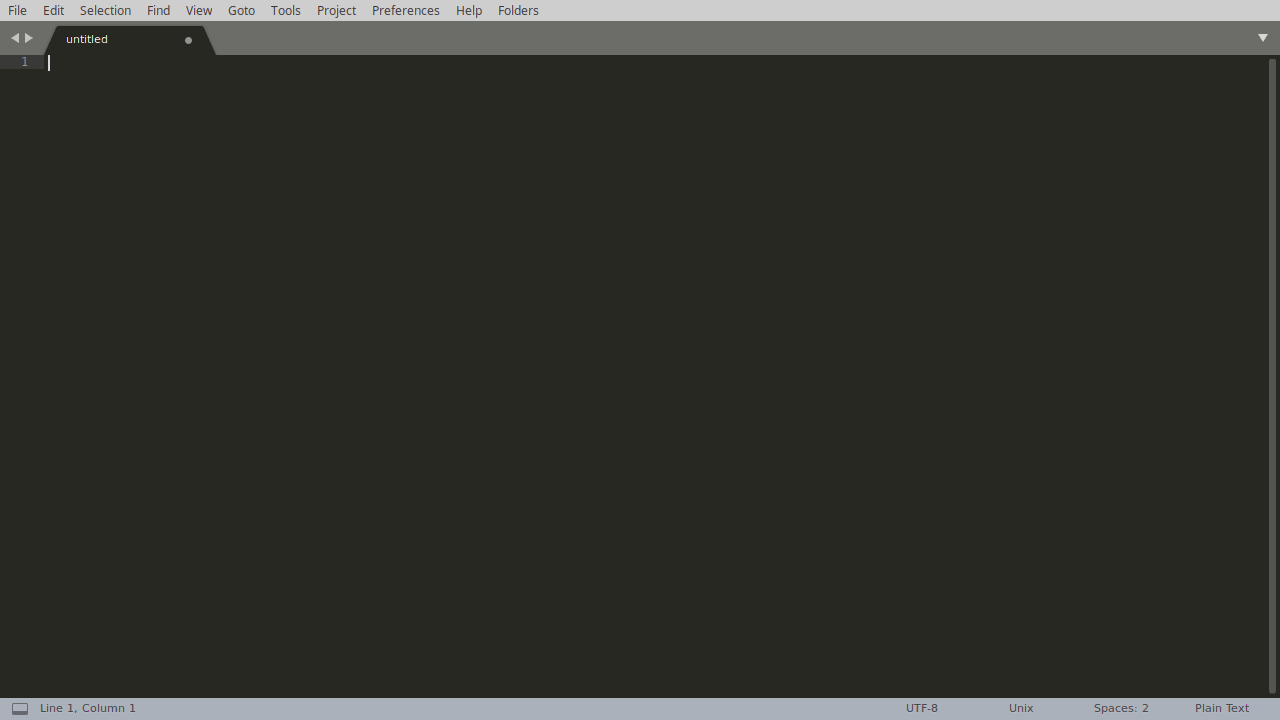 File Edit Selection Find View Goto Tools Project Preferences Help Folders
untitled
1
Line 1, Column 1 UTF-8 Unix Spaces: 2 Plain Text